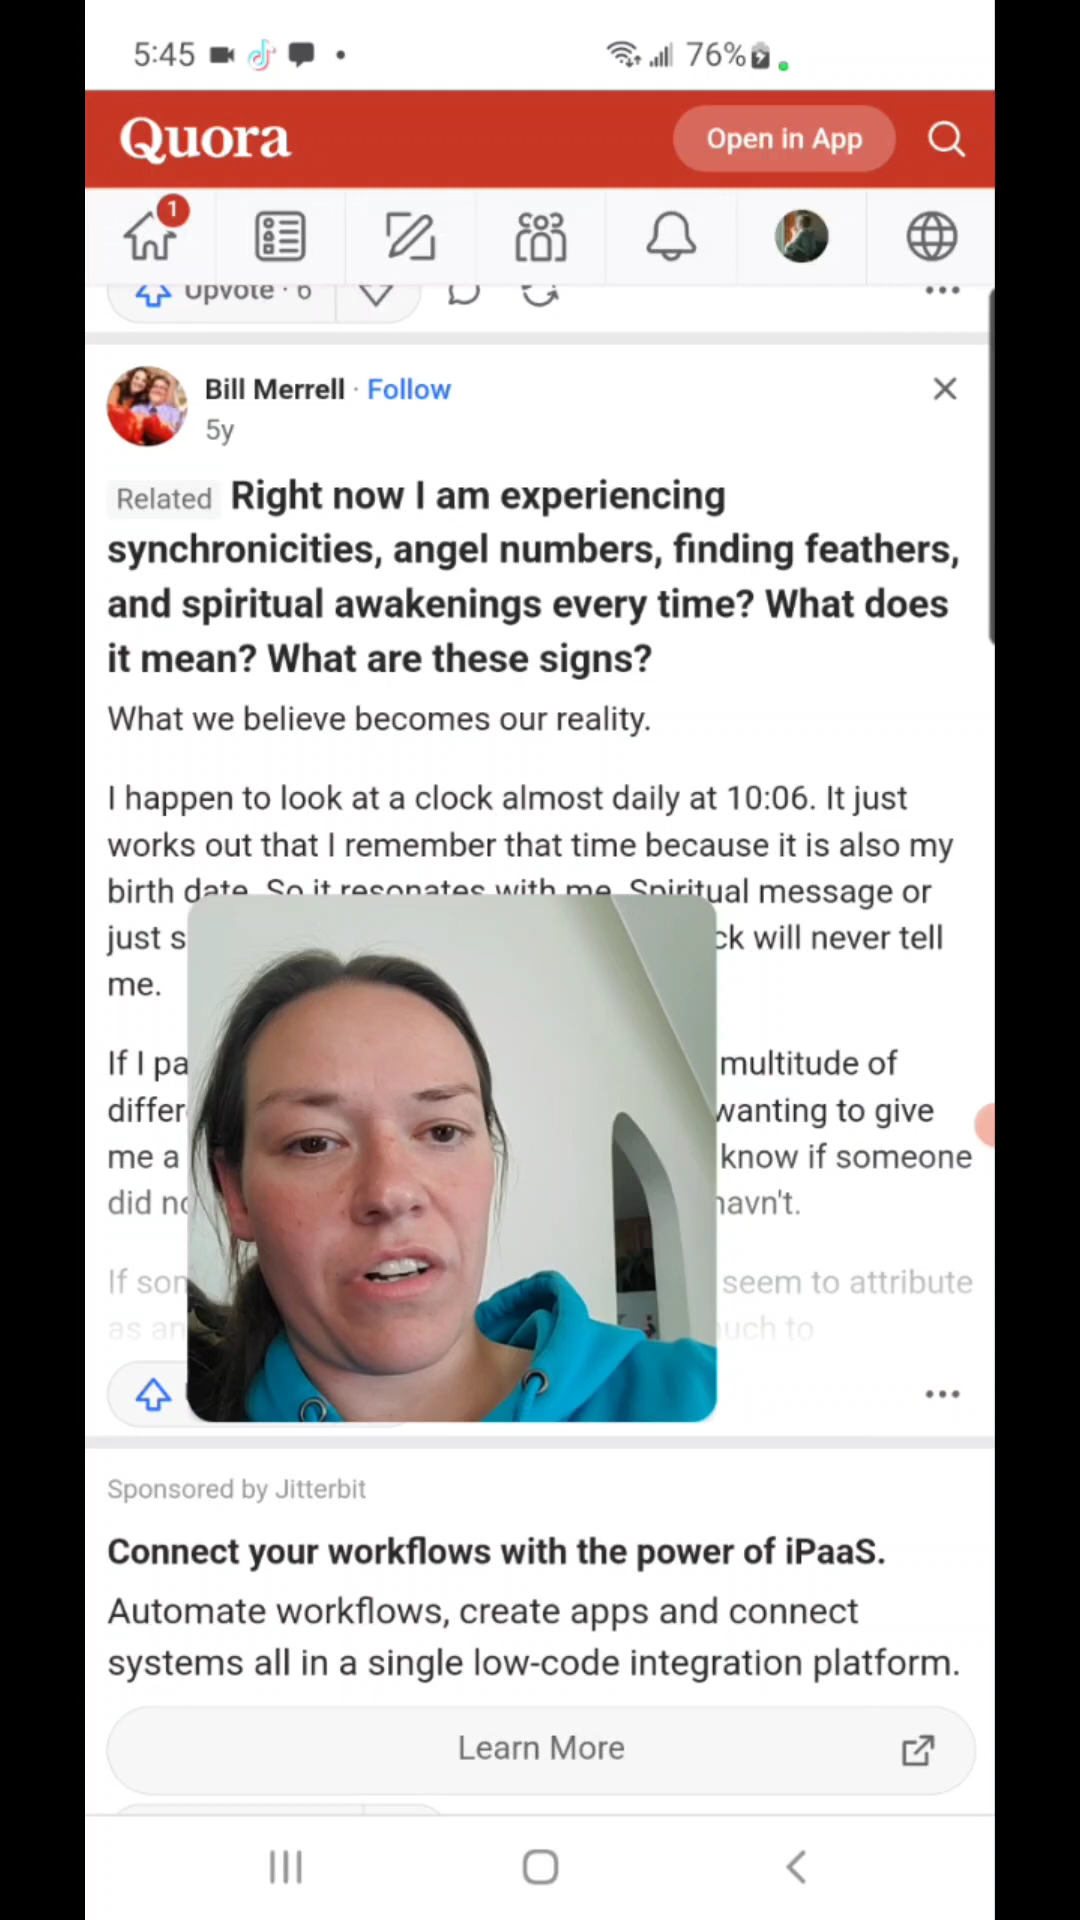 5:45
76%
Quora
Open in App
1
Upvote · 6
Bill Merrell · Follow
5y
Related Right now I am experiencing
synchronicities, angel numbers, finding feathers,
and spiritual awakenings every time? What does
it mean? What are these signs?
What we believe becomes our reality.
I happen to look at a clock almost daily at 10:06. It just
works out that I remember that time because it is also my
birth date. So it resonates with me. Spiritual message or
just will never tell
me.
If I multitude of
wanting to give
me a know if someone
did havn't.
If seem to attribute
as to
Sponsored by Jitterbit
Connect your workflows with the power of iPaaS.
Automate workflows, create apps and connect
systems all in a single low-code integration platform.
Learn More